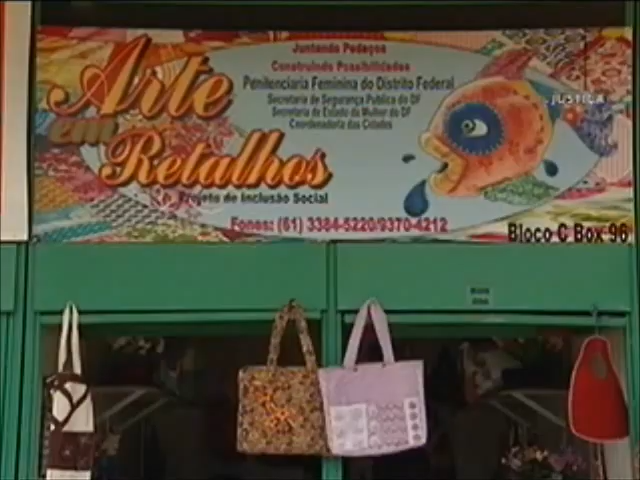 Juntando Pedaços
Construindo Possibilidades
Penitenciaria Feminina do Distrito Federal
Secretaria de Segurança Publica do DF
Secretaria de Estado da Mulher do DF
Coordenadoria das Cidades
JUSTIÇA
Arte
em
Retalhos
Projeto de Inclusão Social
Fones: (61) 3384-5220/9370-4212
Bloco C Box 96